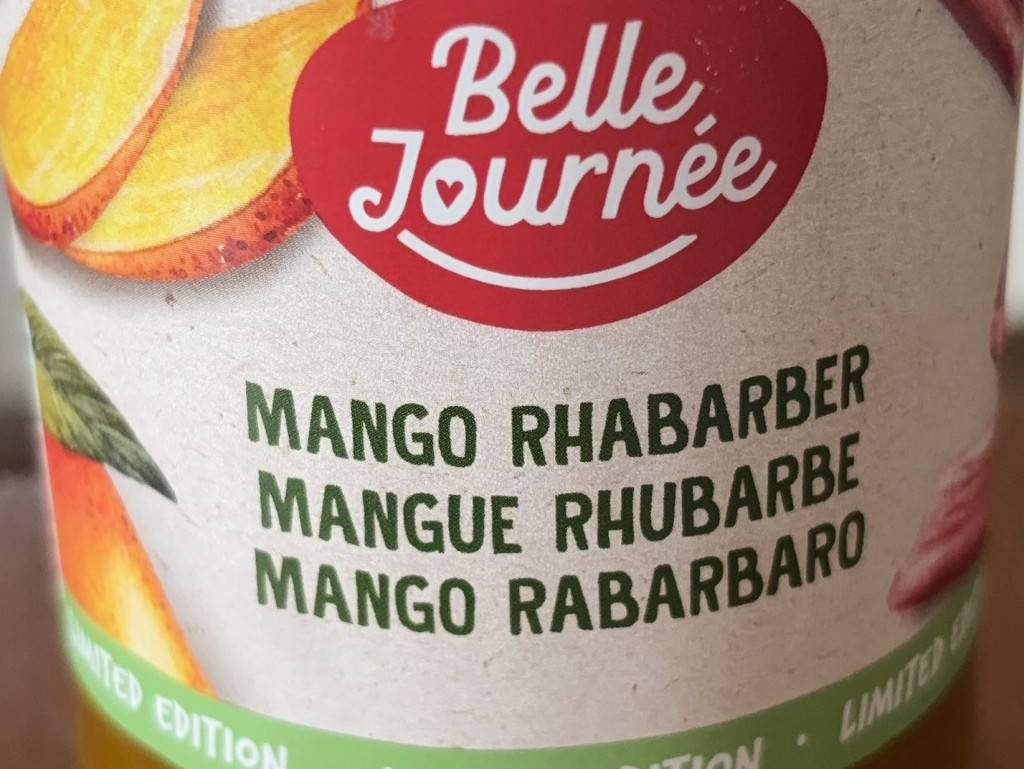 Belle
Journée
MANGO RHABARBER
MANGUE RHUBARBE
MANGO RABARBARO
LIMITED EDITION
EDITION · LIMITED